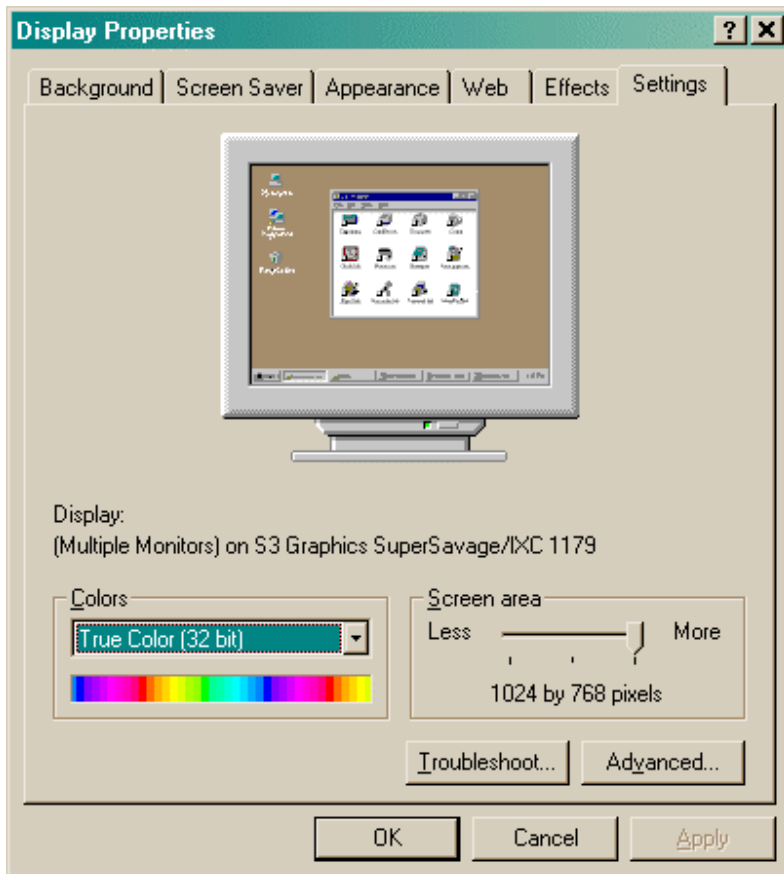 Display Properties
Background Screen Saver Appearance Web Effects Settings
Display:
(Multiple Monitors) on S3 Graphics SuperSavage/IXC 1179
Colors
True Color (32 bit)
Screen area
Less More
1024 by 768 pixels
Troubleshoot... Advanced...
OK Cancel Apply